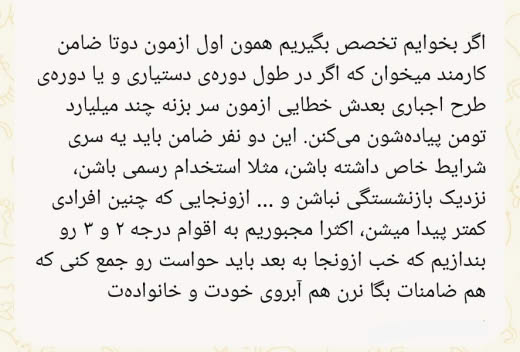 اگر بخوایم تخصص بگیریم همون اول ازمون دوتا ضامن
کارمند میخوان که اگر در طول دوره‌ی دستیاری و یا دوره‌ی
طرح اجباری بعدش خطایی ازمون سر بزنه چند میلیارد
تومن پیاده‌شون می‌کنن. این دو نفر ضامن باید یه سری
شرایط خاص داشته باشن، مثلا استخدام رسمی باشن،
نزدیک بازنشستگی نباشن و ... ازونجایی که چنین افرادی
کمتر پیدا میشن، اکثرا مجبوریم به اقوام درجه ۲ و ۳ رو
بندازیم که خب ازونجا به بعد باید حواست رو جمع کنی که
هم ضامنات بگا نرن هم آبروی خودت و خانواده‌ت